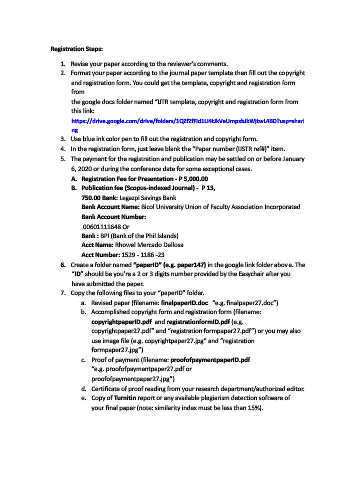 Registration Steps:
1. Revise your paper according to the reviewer's comments.
2. Format your paper according to the journal paper template then fill out the copyright
and registration form. You can get the template, copyright and registration form
from
the google docs folder named "IJTR template, copyright and registration form from
this link:
3. Use blue ink color pen to fill out the registration and copyright form.
4. In the registration form, just leave blank the "Paper number (IJSTR ref#)" item.
5. The payment for the registration and publication may be settled on or before January
6, 2020 or during the conference date for some exceptional cases.
A. Registration Fee for Presentation - P 5,000.00
B. Publication fee (Scopus-indexed Journal) - P 13,
750.00 Bank: Legazpi Savings Bank
Bank Account Name: Bicol University Union of Faculty Association Incorporated
Bank Account Number:
00601111648 Or
Bank : BPI (Bank of the Phil Islands)
Acct Name: Rhowel Mercado Dellosa
Acct Number: 1529 - 1186 -23
6. Create a folder named "paperID" (e.g. paper147) in the google link folder above. The
"ID" should be you're a 2 or 3 digits number provided by the Easychair after you
have submitted the paper.
7. Copy the following files to your "paperID" folder.
a. Revised paper (filename: finalpaperID.doc "e.g. finalpaper27.doc")
b. Accomplished copyright form and registration form (filename:
copyrightpaperID.pdf and registrationformID.pdf (e.g.
copyrightpaper27.pdf" and "registration formpaper27.pdf") or you may also
use image file (e.g. copyrightpaper27.jpg" and "registration
formpaper27.jpg")
c. Proof of payment (filename: proofofpaymentpaperID.pdf
"e.g. proofofpaymentpaper27.pdf or
proofofpaymentpaper27.jpg")
d. Certificate of proof reading from your research department/authorized editor.
e. Copy of Turnitin report or any available plagiarism detection software of
your final paper (note: similarity index must be less than 15%).